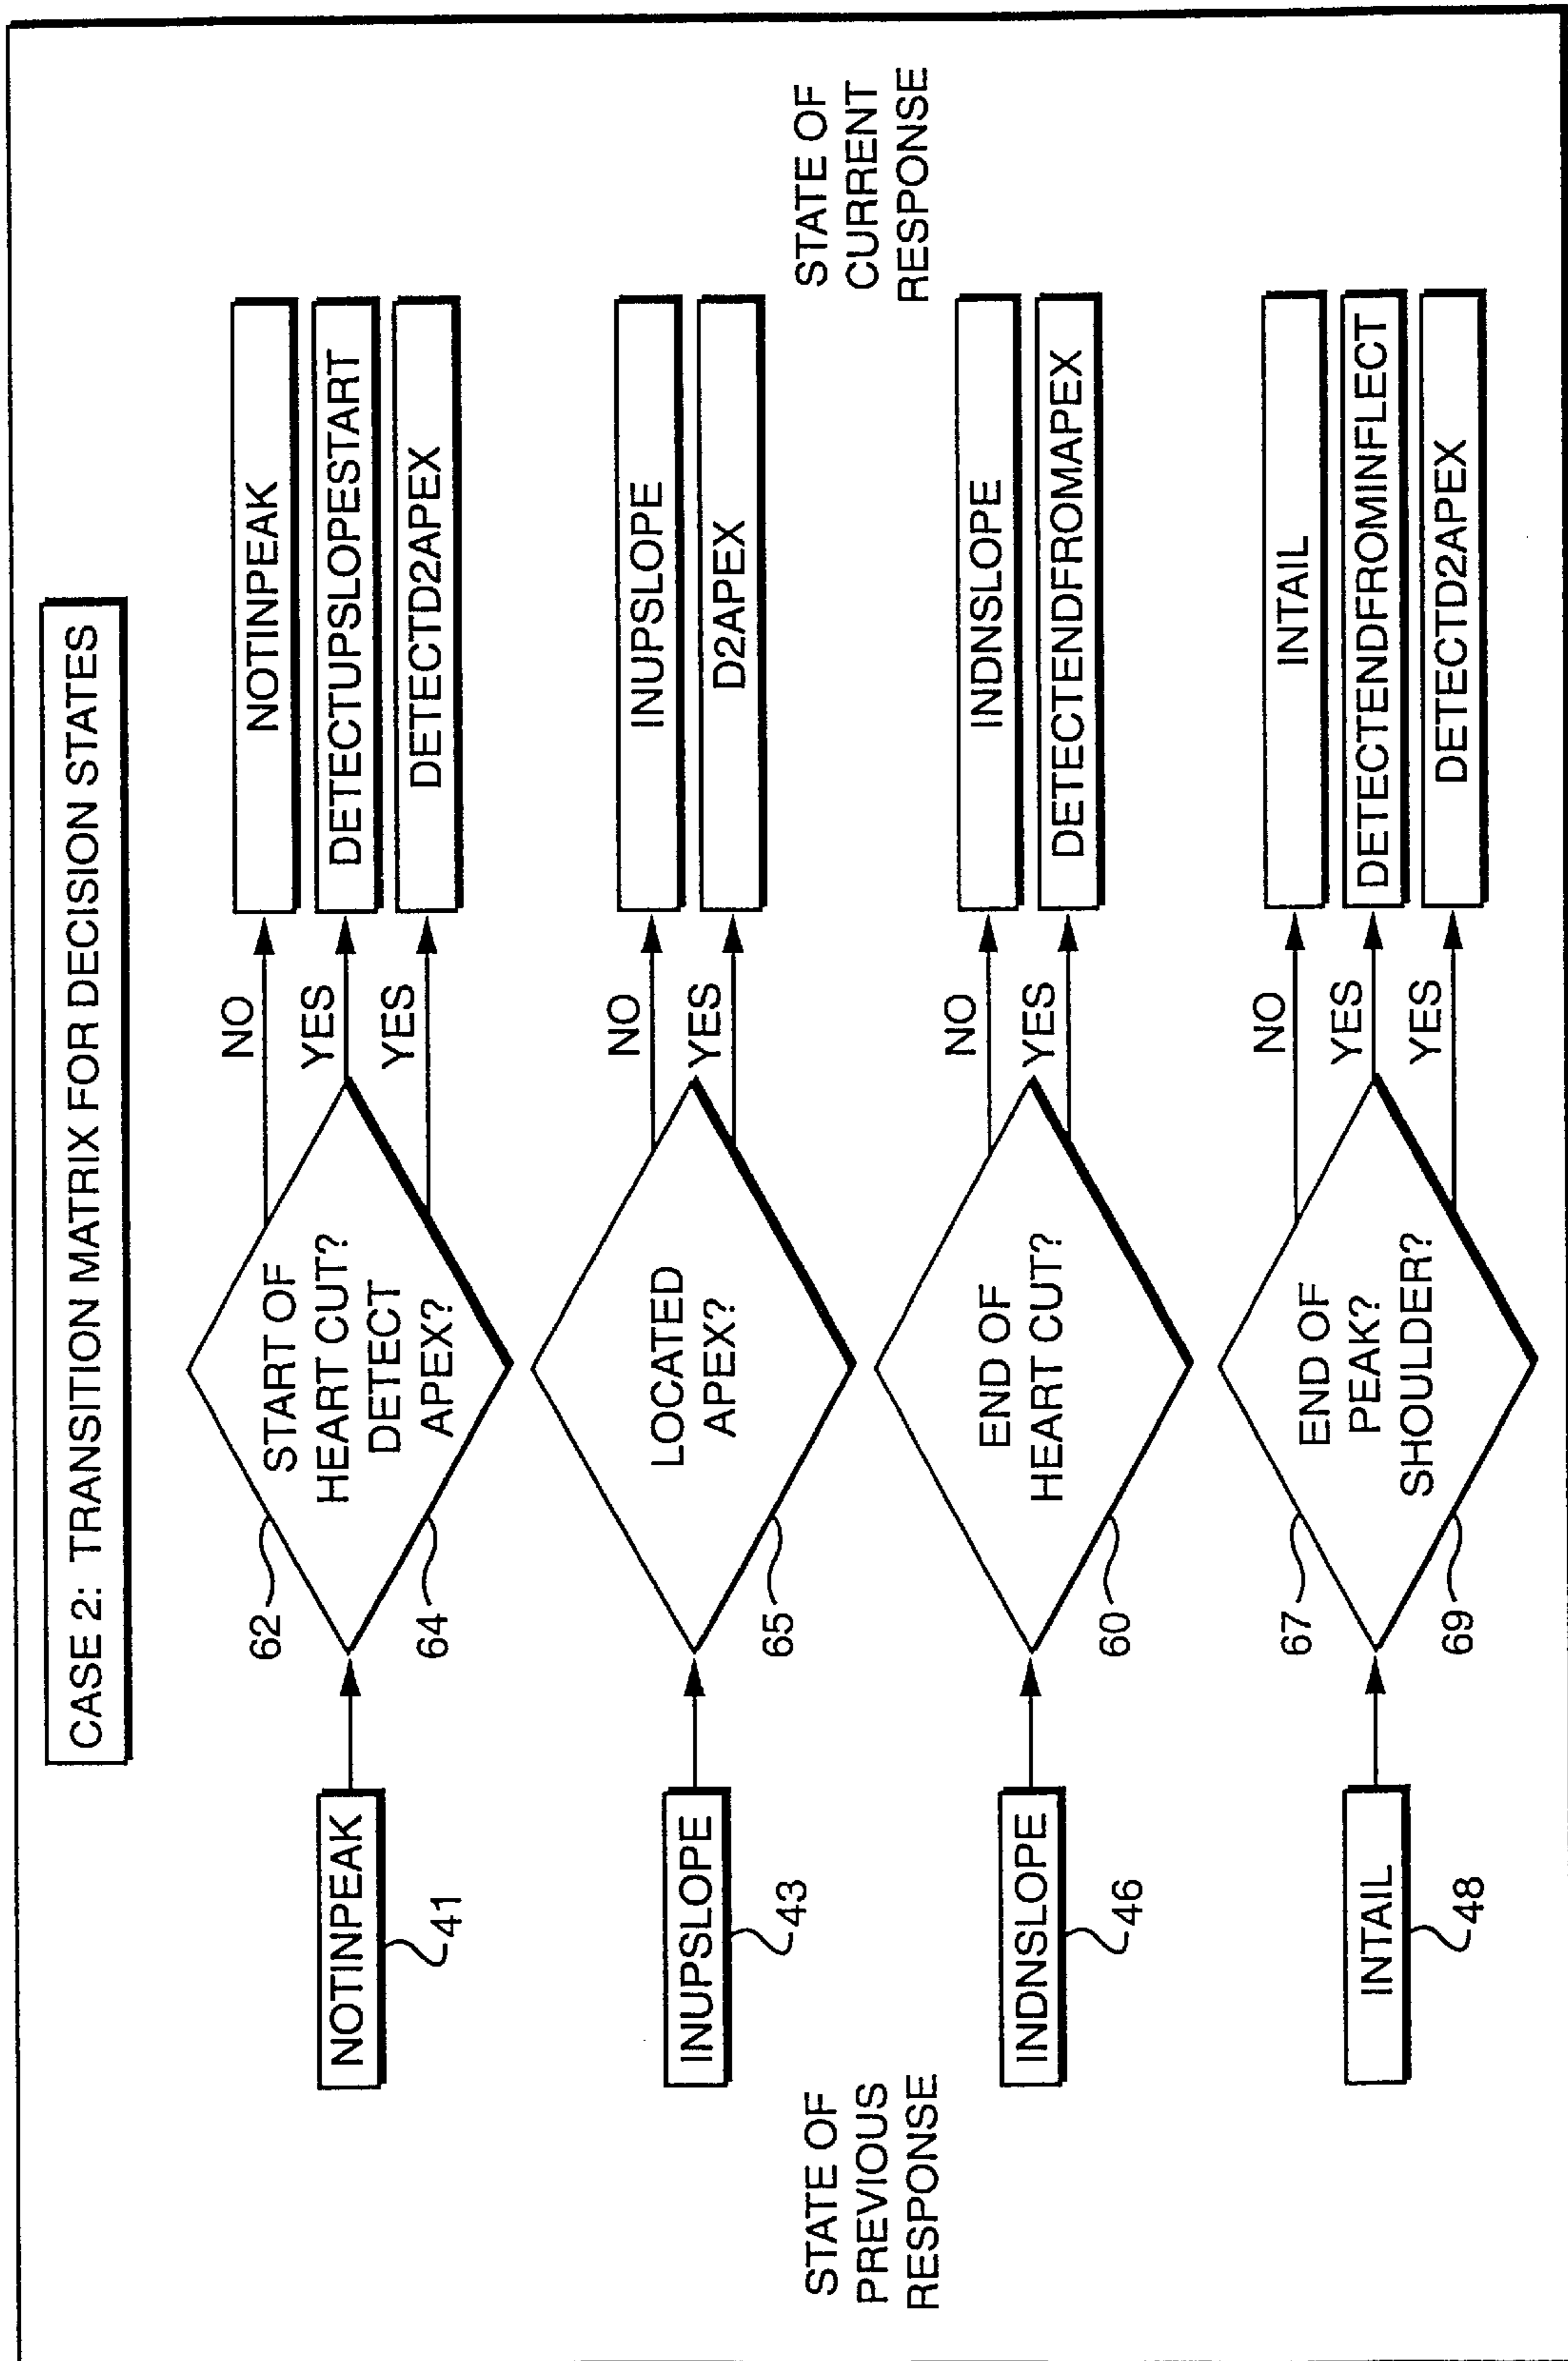 CASE 2: TRANSITION MATRIX FOR DECISION STATES
STATE OF
PREVIOUS
RESPONSE
STATE OF
CURRENT
RESPONSE
NOTINPEAK
41
62
64
START OF
HEART CUT?
DETECT
APEX?
NO
YES
YES
NOTINPEAK
DETECTUPSLOPESTART
DETECTD2APEX
INUPSLOPE
43
65
LOCATED
APEX?
NO
YES
INUPSLOPE
D2APEX
INDNSLOPE
46
60
END OF
HEART CUT?
NO
YES
INDNSLOPE
DETECTENDFROMAPEX
INTAIL
48
67
69
END OF
PEAK?
SHOULDER?
NO
YES
YES
INTAIL
DETECTENDFROMINFLECT
DETECTD2APEX